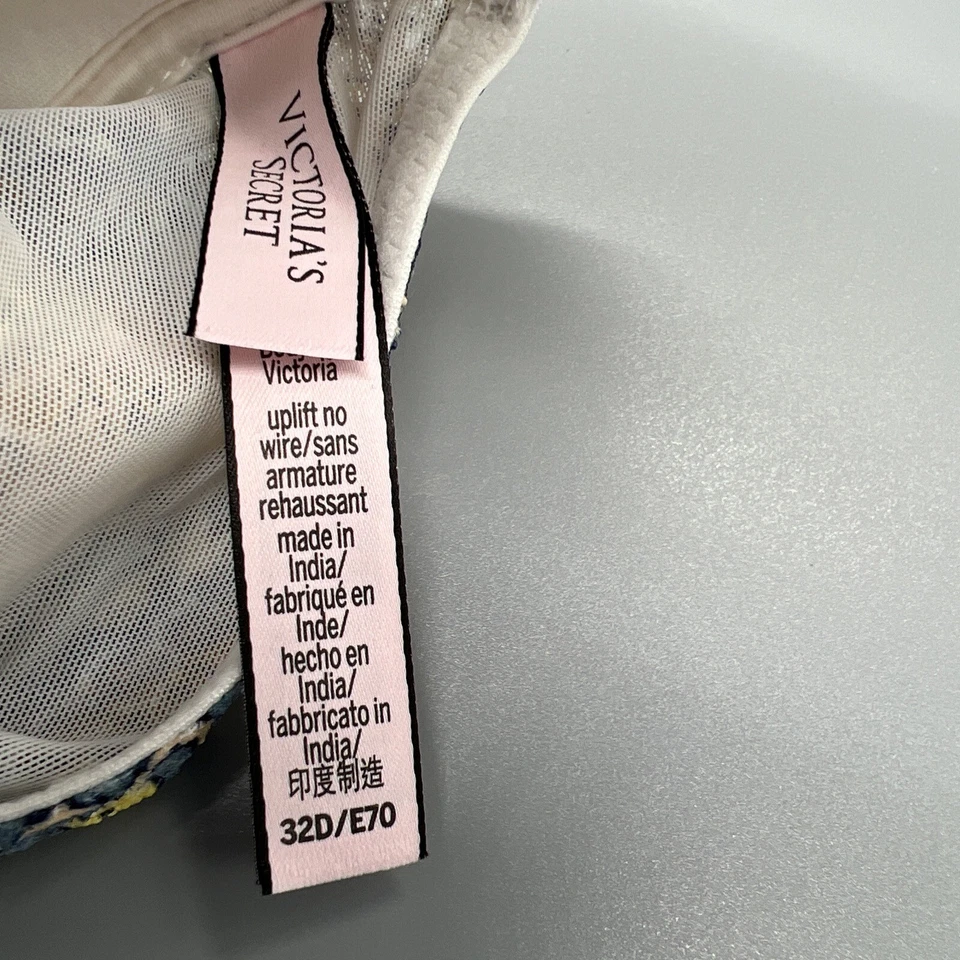 VICTORIA'S
SECRET
Victoria
uplift no
wire/sans
armature
rehaussant
made in
India/
fabriqué en
Inde/
hecho en
India/
fabbricato in
India/
印度制造
32D/E70